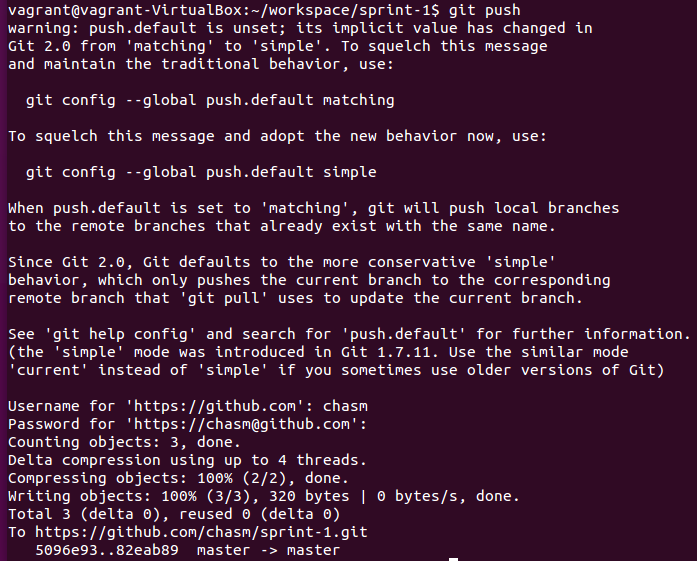 vagrant@vagrant-VirtualBox:~/workspace/sprint-1$ git push
warning: push.default is unset; its implicit value has changed in
Git 2.0 from 'matching' to 'simple'. To squelch this message
and maintain the traditional behavior, use:

  git config --global push.default matching

To squelch this message and adopt the new behavior now, use:

  git config --global push.default simple

When push.default is set to 'matching', git will push local branches
to the remote branches that already exist with the same name.

Since Git 2.0, Git defaults to the more conservative 'simple'
behavior, which only pushes the current branch to the corresponding
remote branch that 'git pull' uses to update the current branch.

See 'git help config' and search for 'push.default' for further information.
(the 'simple' mode was introduced in Git 1.7.11. Use the similar mode
'current' instead of 'simple' if you sometimes use older versions of Git)

Username for 'https://github.com': chasm
Password for 'https://chasm@github.com':
Counting objects: 3, done.
Delta compression using up to 4 threads.
Compressing objects: 100% (2/2), done.
Writing objects: 100% (3/3), 320 bytes | 0 bytes/s, done.
Total 3 (delta 0), reused 0 (delta 0)
To https://github.com/chasm/sprint-1.git
   5096e93..82eab89  master -> master